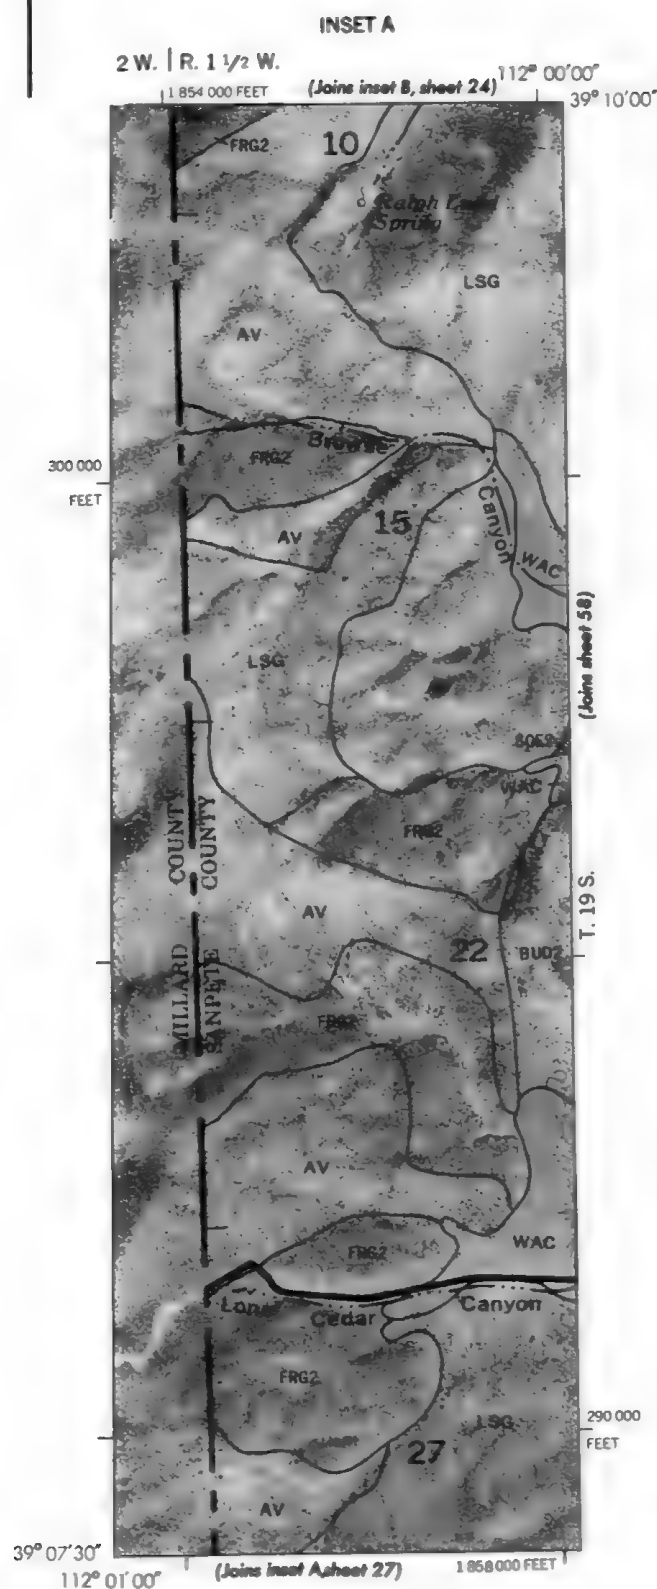 INSET A
2 W. | R. 1 1/2 W.
112° 00′00″
1 854 000 FEET
(Joins inset B, sheet 24)
39° 10′00″
FRG2
10
Ralph
Spring
LSG
AV
Browns
300 000
FEET
FRG2
Canyon
15
AV
WAC
(Joins sheet 58)
LSG
WAC
FRG2
MILLARD COUNTY
SANPETE COUNTY
AV
T. 19 S.
22
BUD2
FRG2
AV
WAC
FRG2
Lone Cedar Canyon
FRG2
LSG
290 000
FEET
27
AV
39° 07′30″
(Joins inset A, sheet 27)
1 858 000 FEET
112° 01′00″